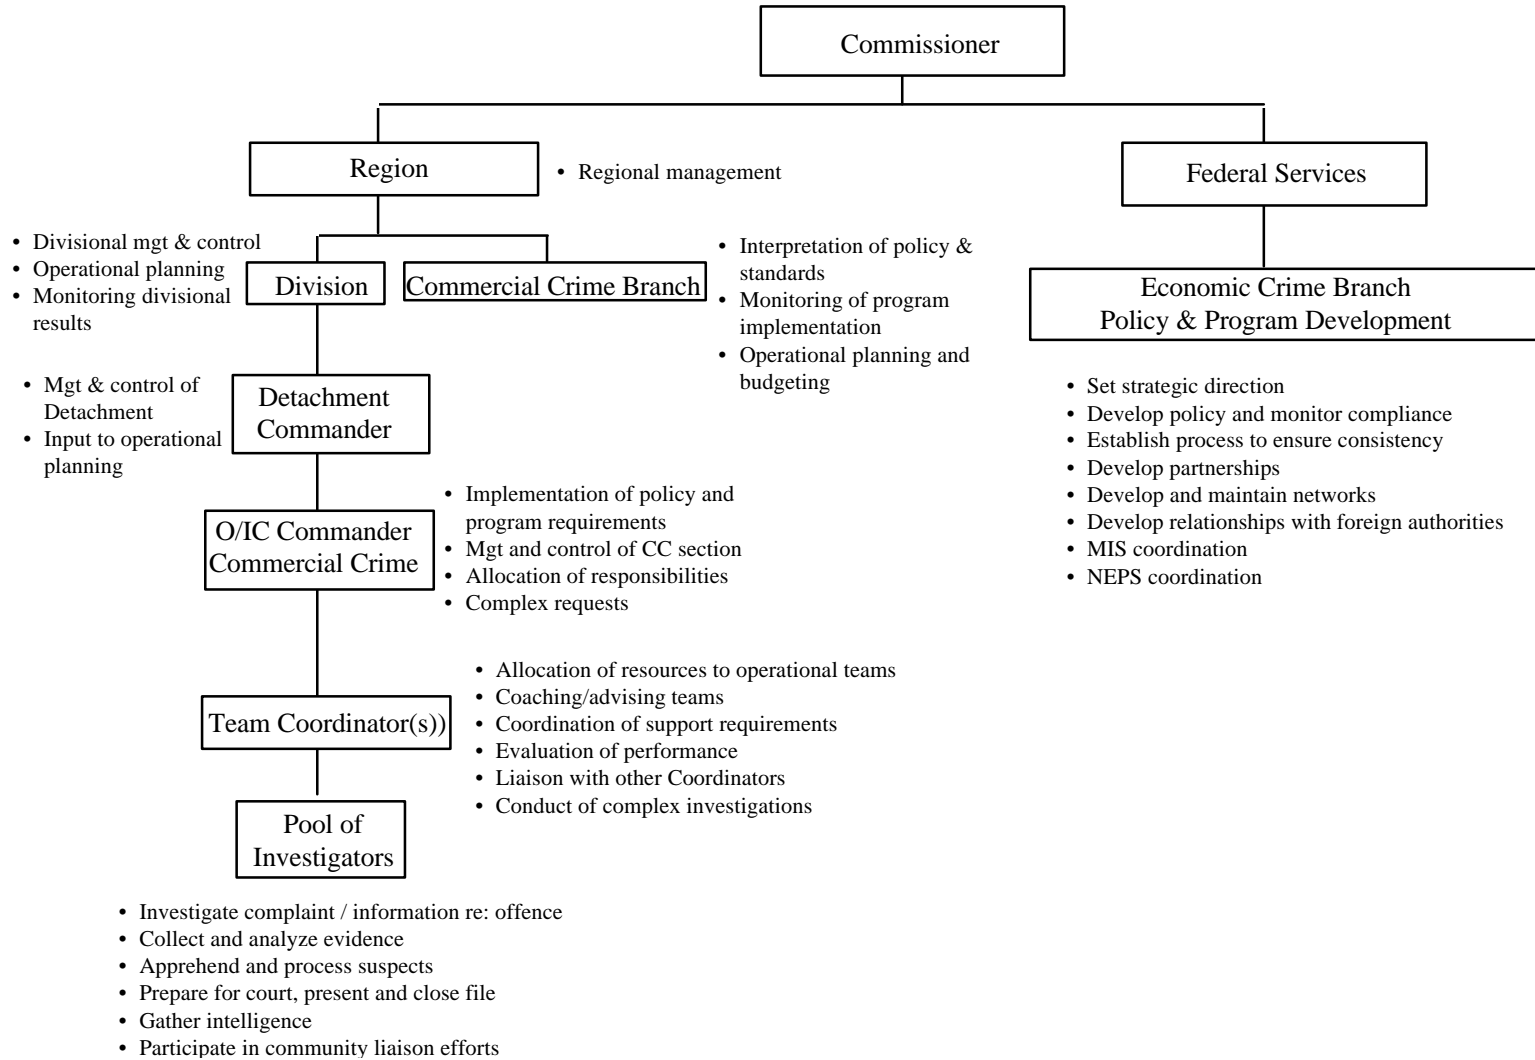 Commissioner
Region
• Regional management
Federal Services
• Divisional mgt & control
• Operational planning
• Monitoring divisional
results
Division
Commercial Crime Branch
• Interpretation of policy &
standards
• Monitoring of program
implementation
• Operational planning and
budgeting
Economic Crime Branch
Policy & Program Development
• Set strategic direction
• Develop policy and monitor compliance
• Establish process to ensure consistency
• Develop partnerships
• Develop and maintain networks
• Develop relationships with foreign authorities
• MIS coordination
• NEPS coordination
• Mgt & control of
Detachment
• Input to operational
planning
Detachment
Commander
O/IC Commander
Commercial Crime
• Implementation of policy and
program requirements
• Mgt and control of CC section
• Allocation of responsibilities
• Complex requests
Team Coordinator(s))
• Allocation of resources to operational teams
• Coaching/advising teams
• Coordination of support requirements
• Evaluation of performance
• Liaison with other Coordinators
• Conduct of complex investigations
Pool of
Investigators
• Investigate complaint / information re: offence
• Collect and analyze evidence
• Apprehend and process suspects
• Prepare for court, present and close file
• Gather intelligence
• Participate in community liaison efforts